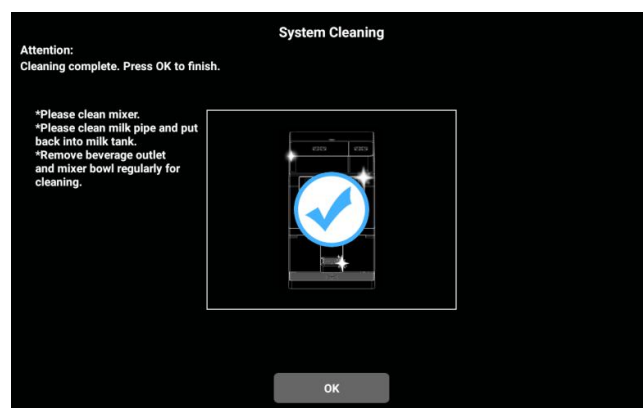 System Cleaning
Attention:
Cleaning complete. Press OK to finish.
*Please clean mixer.
*Please clean milk pipe and put
back into milk tank.
*Remove beverage outlet
and mixer bowl regularly for
cleaning.
OK